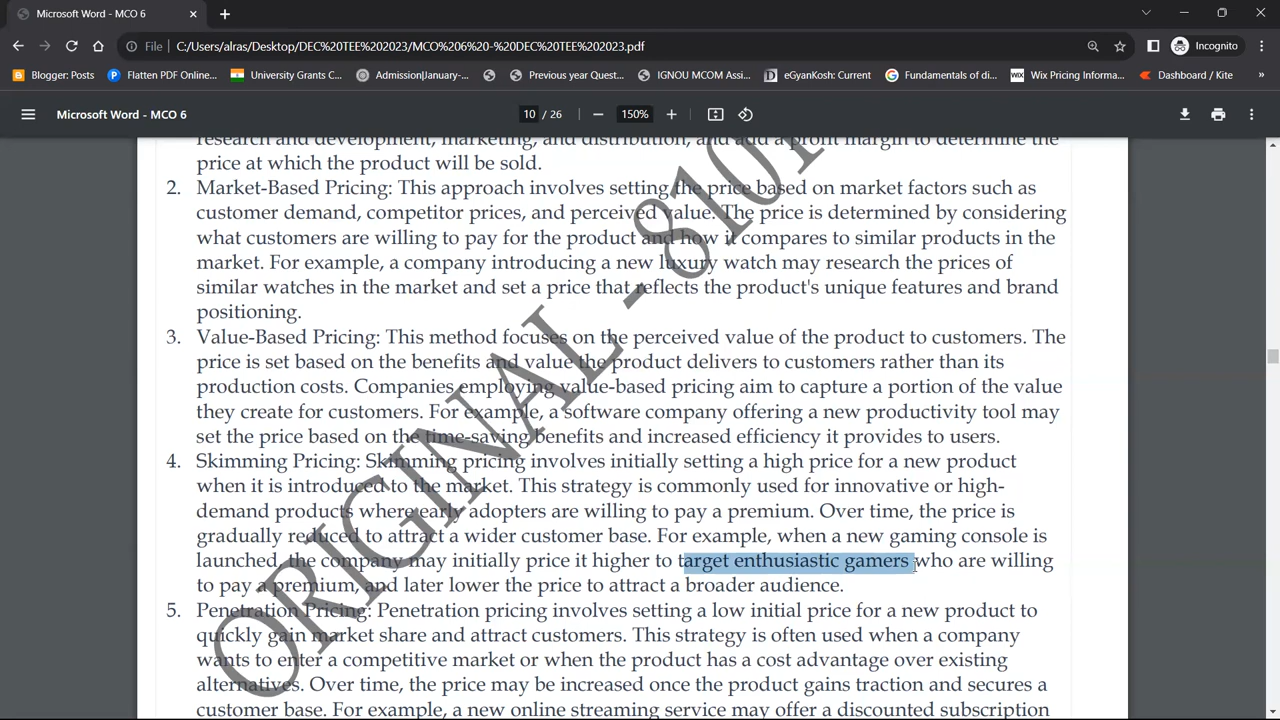 Microsoft Word - MCO 6
File C:/Users/alras/Desktop/DEC%20TEE%202023/MCO%206%20-%20DEC%20TEE%202023.pdf Incognito
Blogger: Posts Flatten PDF Online... University Grants C... Admission|January-... Previous year Quest... IGNOU MCOM Assi... eGyanKosh: Current Fundamentals of di... WIX Wix Pricing Informa... Dashboard / Kite »
Microsoft Word - MCO 6 10 / 26 150%
research and development, marketing, and distribution, and add a profit margin to determine the
price at which the product will be sold.
2. Market-Based Pricing: This approach involves setting the price based on market factors such as
customer demand, competitor prices, and perceived value. The price is determined by considering
what customers are willing to pay for the product and how it compares to similar products in the
market. For example, a company introducing a new luxury watch may research the prices of
similar watches in the market and set a price that reflects the product's unique features and brand
positioning.
3. Value-Based Pricing: This method focuses on the perceived value of the product to customers. The
price is set based on the benefits and value the product delivers to customers rather than its
production costs. Companies employing value-based pricing aim to capture a portion of the value
they create for customers. For example, a software company offering a new productivity tool may
set the price based on the time-saving benefits and increased efficiency it provides to users.
4. Skimming Pricing: Skimming pricing involves initially setting a high price for a new product
when it is introduced to the market. This strategy is commonly used for innovative or high-
demand products where early adopters are willing to pay a premium. Over time, the price is
gradually reduced to attract a wider customer base. For example, when a new gaming console is
launched, the company may initially price it higher to target enthusiastic gamers who are willing
to pay a premium, and later lower the price to attract a broader audience.
5. Penetration Pricing: Penetration pricing involves setting a low initial price for a new product to
quickly gain market share and attract customers. This strategy is often used when a company
wants to enter a competitive market or when the product has a cost advantage over existing
alternatives. Over time, the price may be increased once the product gains traction and secures a
customer base. For example, a new online streaming service may offer a discounted subscription
ORIGINAL - 8101